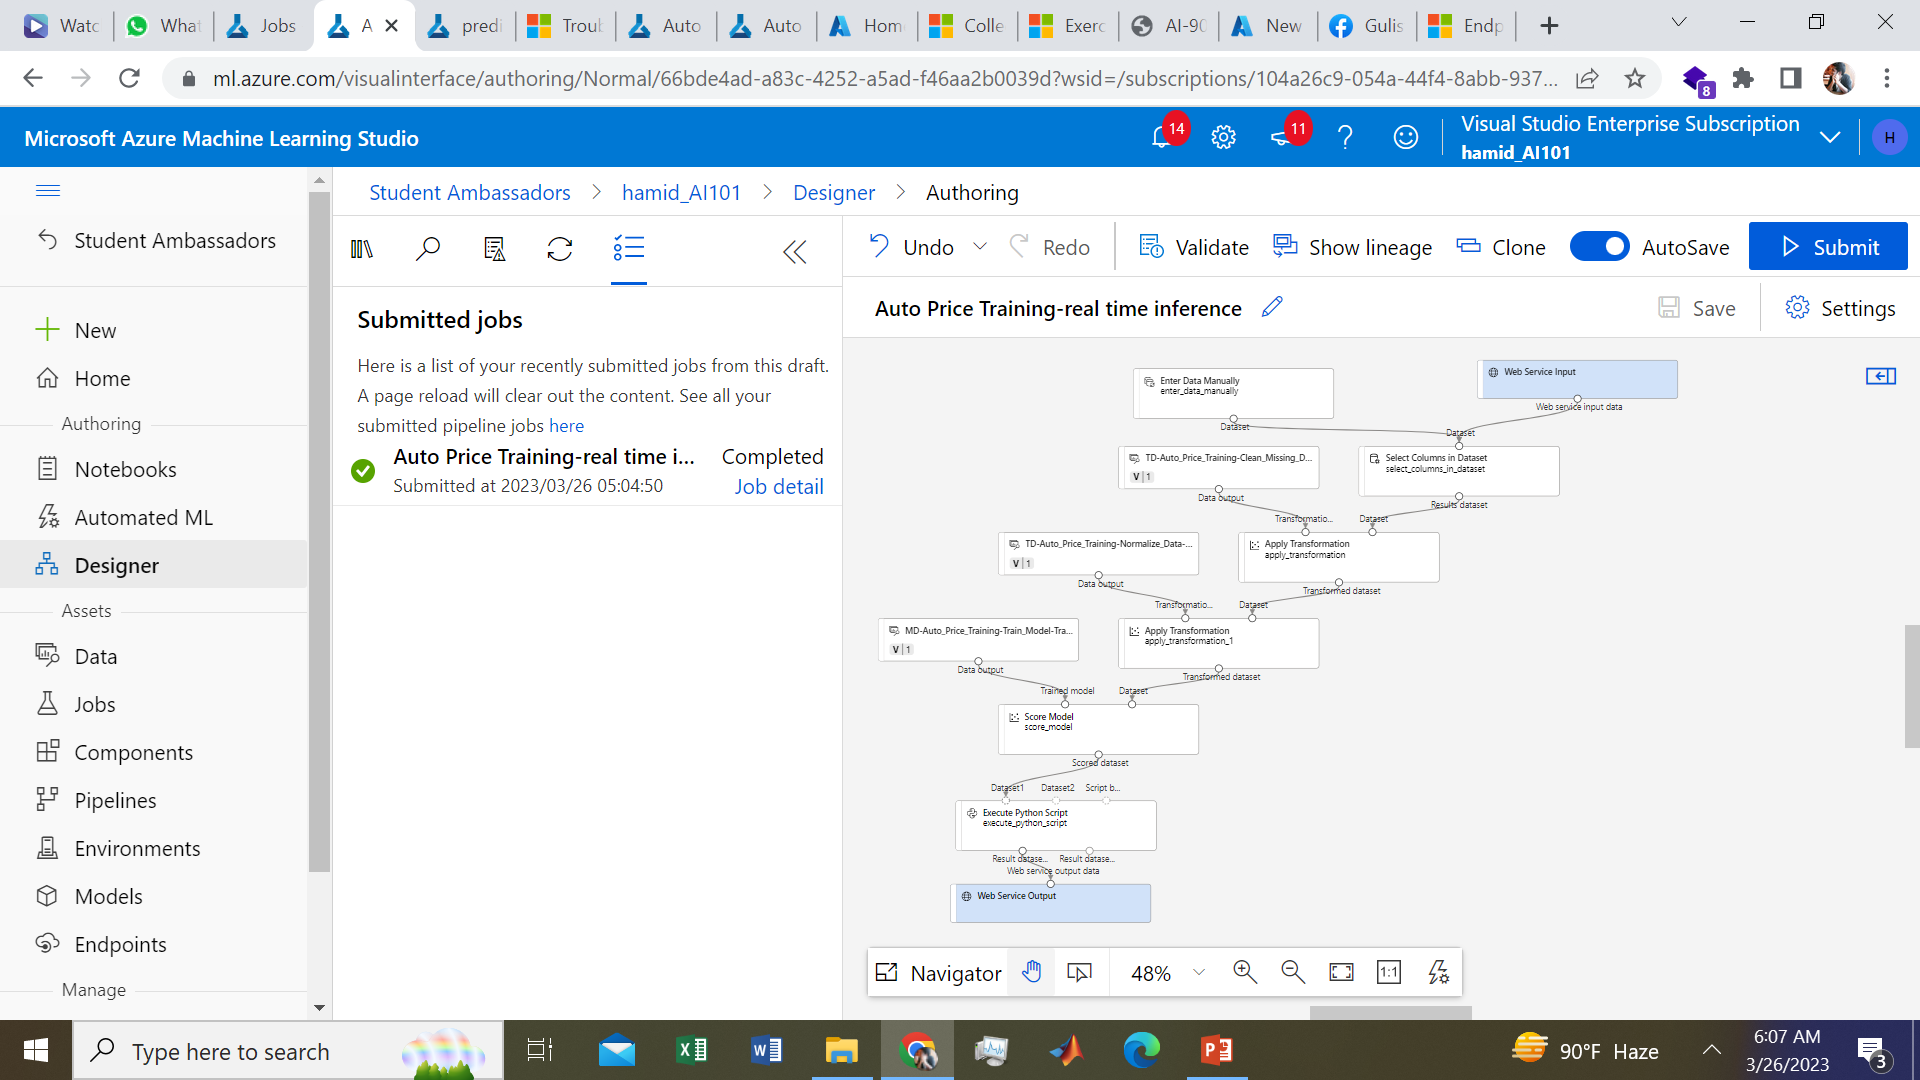 Watc
What
Jobs
A
predi
Troub
Auto
Auto
Home
Colle
Exerc
AI-90
New
Gulis
Endp
ml.azure.com/visualinterface/authoring/Normal/66bde4ad-a83c-4252-a5ad-f46aa2b0039d?wsid=/subscriptions/104a26c9-054a-44f4-8abb-937...
8
Microsoft Azure Machine Learning Studio
14
11
Visual Studio Enterprise Subscription
hamid_AI101
H
Student Ambassadors > hamid_AI101 > Designer > Authoring
Student Ambassadors
New
Home
Authoring
Notebooks
Automated ML
Designer
Assets
Data
Jobs
Components
Pipelines
Environments
Models
Endpoints
Manage
Submitted jobs
Here is a list of your recently submitted jobs from this draft.
A page reload will clear out the content. See all your
submitted pipeline jobs here
Auto Price Training-real time i... Completed
Submitted at 2023/03/26 05:04:50 Job detail
Undo
Redo
Validate
Show lineage
Clone
AutoSave
Submit
Auto Price Training-real time inference
Save
Settings
Enter Data Manually
enter_data_manually
Dataset
Web Service Input
Web service input data
Dataset
TD-Auto_Price_Training-Clean_Missing_D...
V | 1
Data output
Select Columns in Dataset
select_columns_in_dataset
Results dataset
Transformatio...
Dataset
TD-Auto_Price_Training-Normalize_Data-...
V | 1
Data output
Apply Transformation
apply_transformation
Transformed dataset
Transformatio...
Dataset
MD-Auto_Price_Training-Train_Model-Tra...
V | 1
Data output
Apply Transformation
apply_transformation_1
Transformed dataset
Trained model
Dataset
Score Model
score_model
Scored dataset
Dataset1
Dataset2
Script b...
Execute Python Script
execute_python_script
Result datase...
Result datase...
Web service output data
Web Service Output
Navigator
48%
1:1
Type here to search
90°F Haze
6:07 AM
3/26/2023
3